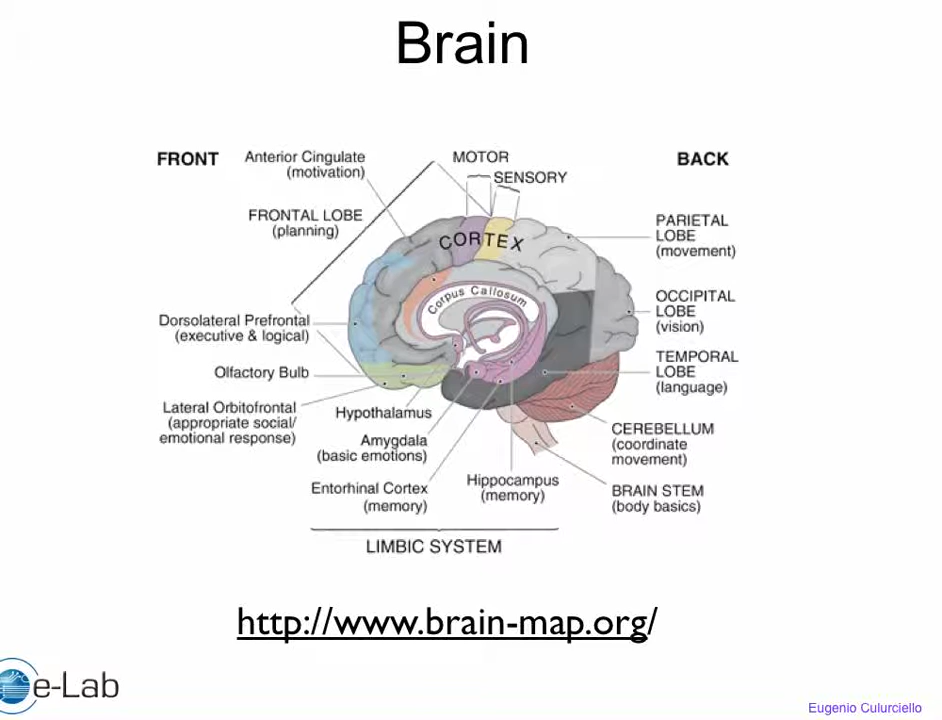 Brain
FRONT
Anterior Cingulate
(motivation)
MOTOR
SENSORY
BACK
FRONTAL LOBE
(planning)
CORTEX
PARIETAL
LOBE
(movement)
Corpus Callosum
OCCIPITAL
LOBE
(vision)
Dorsolateral Prefrontal
(executive & logical)
TEMPORAL
LOBE
(language)
Olfactory Bulb
Lateral Orbitofrontal
(appropriate social/
emotional response)
Hypothalamus
Amygdala
(basic emotions)
CEREBELLUM
(coordinate
movement)
Entorhinal Cortex
(memory)
Hippocampus
(memory)
BRAIN STEM
(body basics)
LIMBIC SYSTEM
http://www.brain-map.org/
e-Lab
Eugenio Culurciello